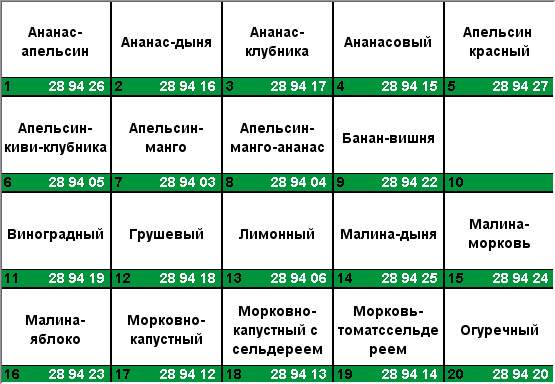 Ананас-
апельсин
Ананас-дыня
Ананас-
клубника
Ананасовый
Апельсин
красный
1 28 94 26
2 28 94 16
3 28 94 17
4 28 94 15
5 28 94 27
Апельсин-
киви-клубника
Апельсин-
манго
Апельсин-
манго-ананас
Банан-вишня
6 28 94 05
7 28 94 03
8 28 94 04
9 28 94 22
10
Виноградный
Грушевый
Лимонный
Малина-дыня
Малина-
морковь
11 28 94 19
12 28 94 18
13 28 94 06
14 28 94 25
15 28 94 24
Малина-
яблоко
Морковно-
капустный
Морковно-
капустный с
сельдереем
Морковь-
томатссельде
реем
Огуречный
16 28 94 23
17 28 94 12
18 28 94 13
19 28 94 14
20 28 94 20